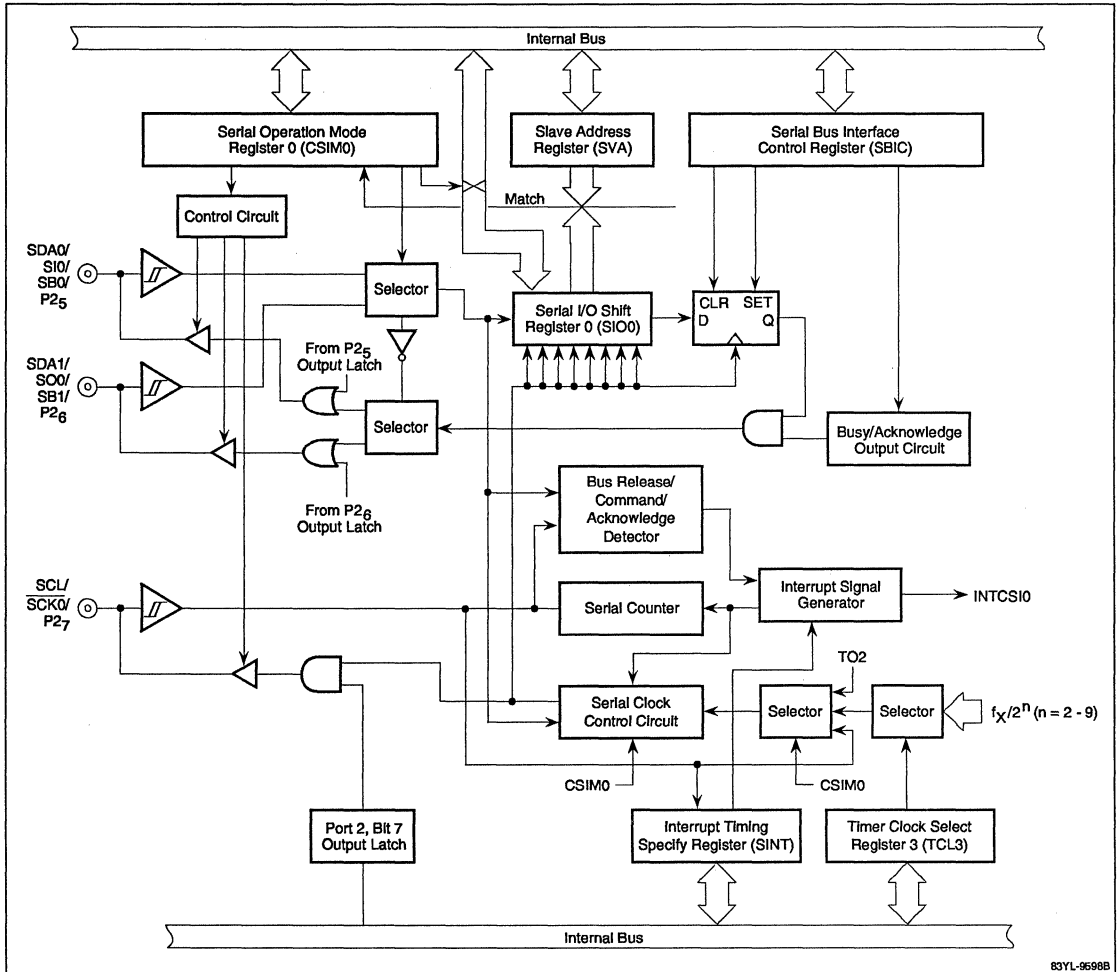 Internal Bus
Serial Operation Mode
Register 0 (CSIM0)
Slave Address
Register (SVA)
Serial Bus Interface
Control Register (SBIC)
Match
Control Circuit
SDA0/
SI0/
SB0/
P2₅
Selector
Serial I/O Shift
Register 0 (SIO0)
CLR SET
D Q
From P2₅
Output Latch
SDA1/
SO0/
SB1/
P2₆
Selector
Busy/Acknowledge
Output Circuit
From P2₆
Output Latch
Bus Release/
Command/
Acknowledge
Detector
SCL/
S̅C̅K̅0̅/
P2₇
Serial Counter
Interrupt Signal
Generator
INTCSI0
TO2
Serial Clock
Control Circuit
Selector
Selector
fX/2ⁿ (n = 2 - 9)
CSIM0
CSIM0
Port 2, Bit 7
Output Latch
Interrupt Timing
Specify Register (SINT)
Timer Clock Select
Register 3 (TCL3)
Internal Bus
83YL-9598B